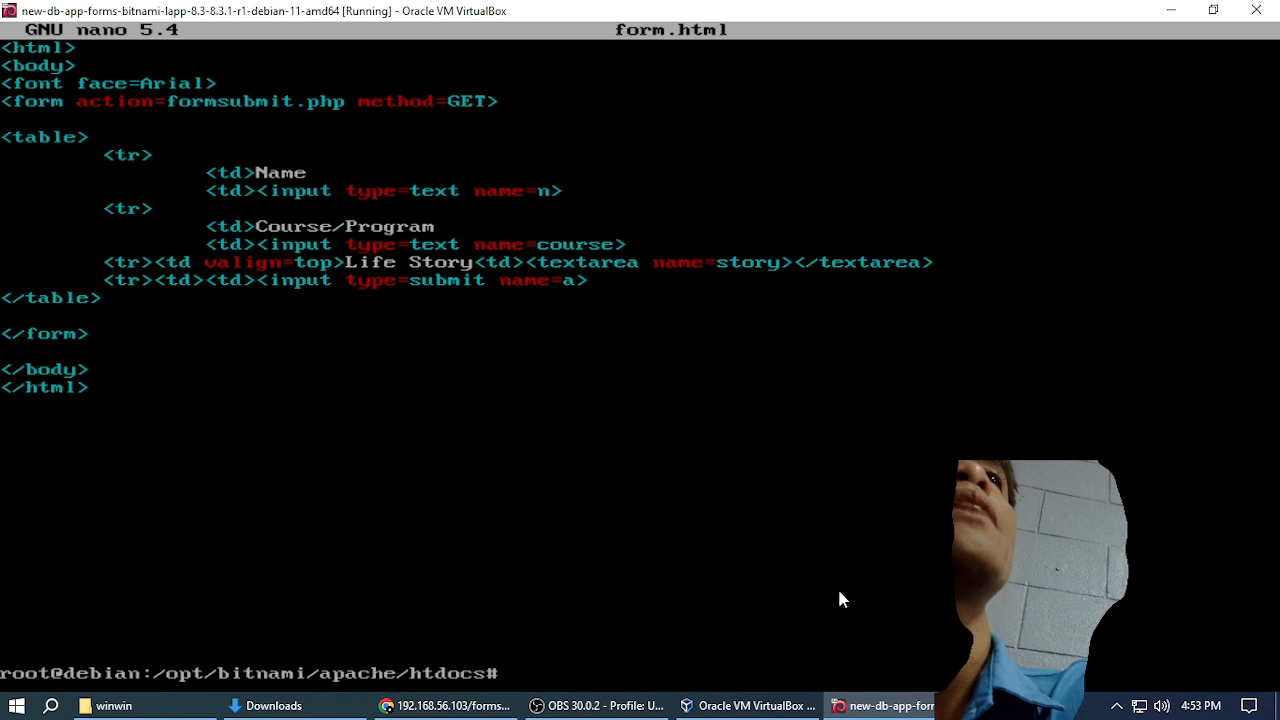 new-db-app-forms-bitnami-lapp-8.3-8.3.1-r1-debian-11-amd64 [Running] - Oracle VM VirtualBox
GNU nano 5.4 form.html
<html>
<body>
<font face=Arial>
<form action=formsubmit.php method=GET>
<table>
<tr>
<td>Name
<td><input type=text name=n>
<tr>
<td>Course/Program
<td><input type=text name=course>
<tr><td valign=top>Life Story<td><textarea name=story></textarea>
<tr><td><td><input type=submit name=a>
</table>
</form>
</body>
</html>
root@debian:/opt/bitnami/apache/htdocs#
winwin Downloads 192.168.56.103/forms... OBS 30.0.2 - Profile: U... Oracle VM VirtualBox ... new-db-app-form 4:53 PM